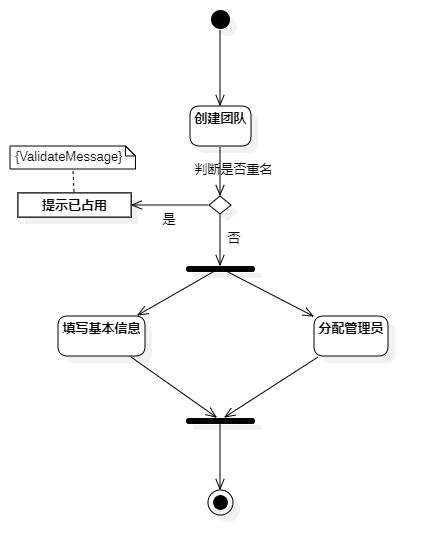 创建团队
判断是否重名
{ValidateMessage}
提示已占用
是
否
填写基本信息
分配管理员